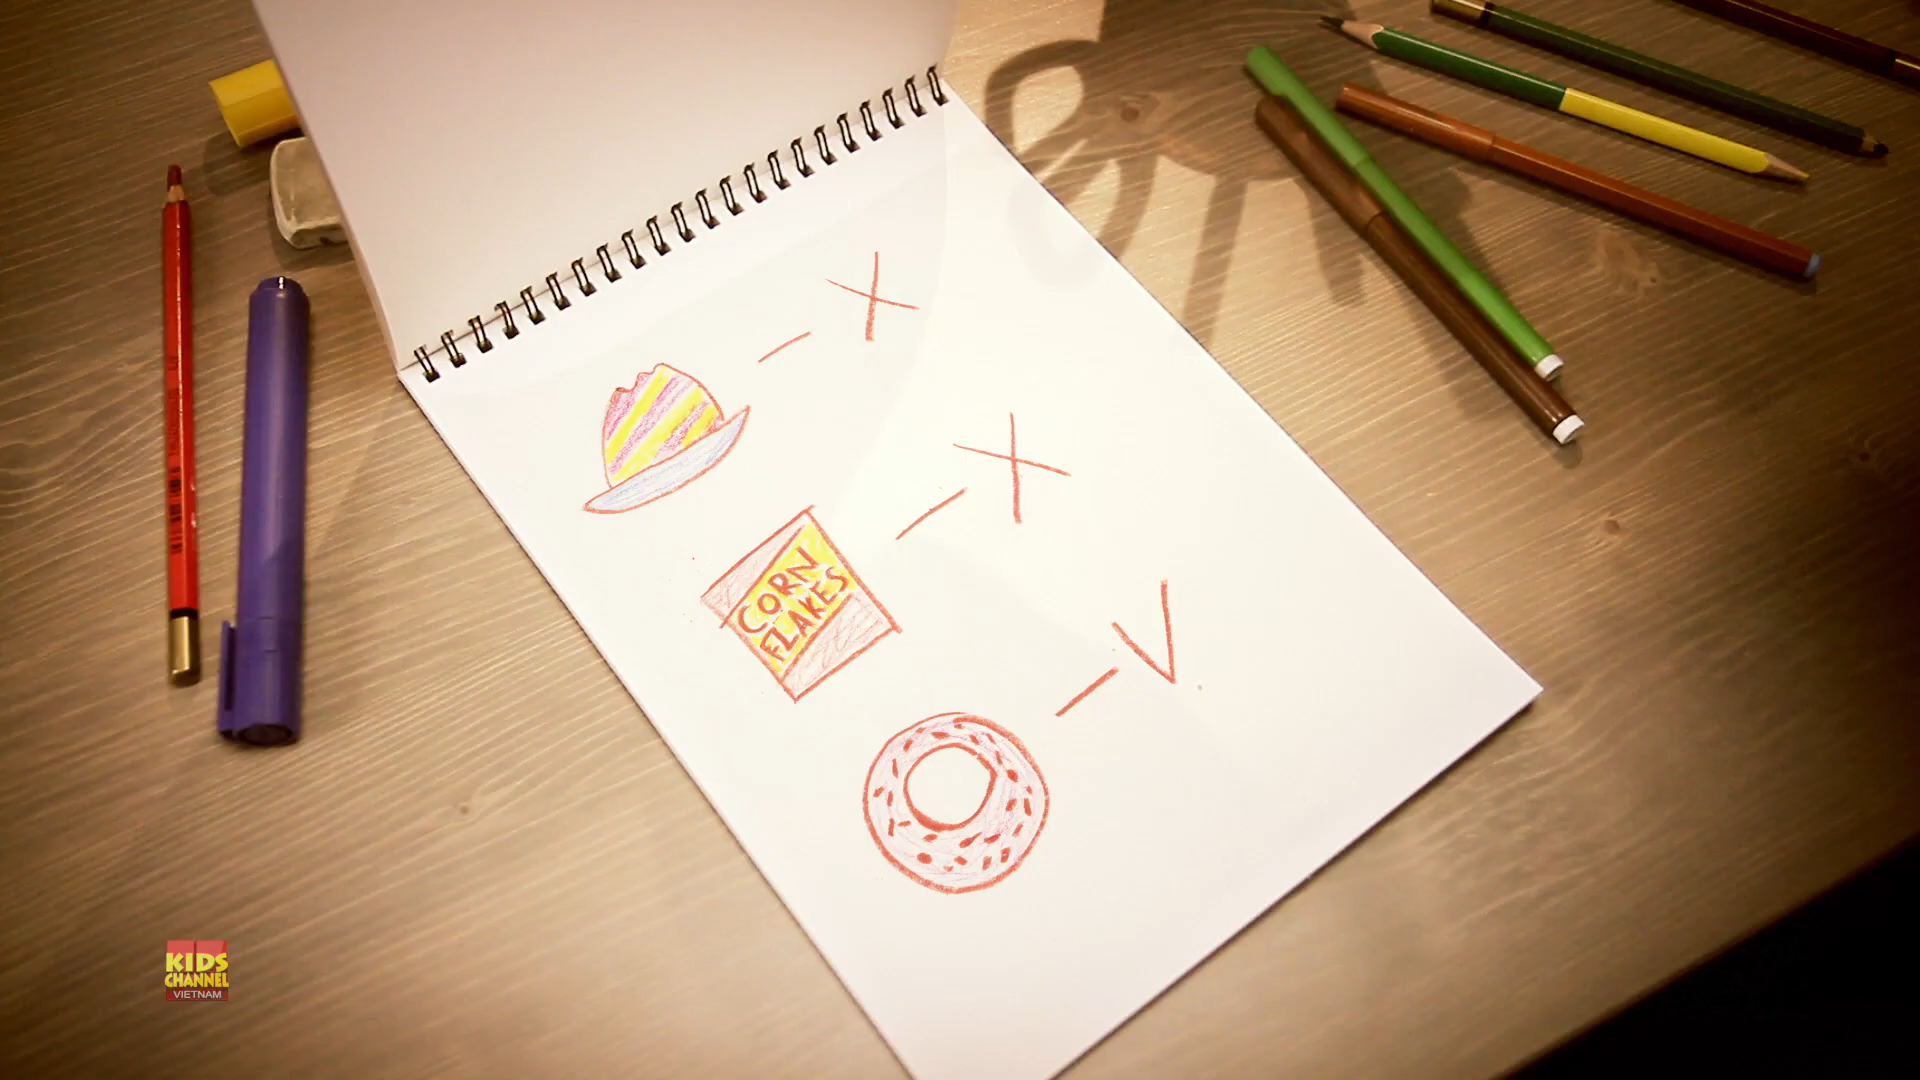 - X
- X
CORN
FLAKES
- V
KIDS
CHANNEL
VIETNAM